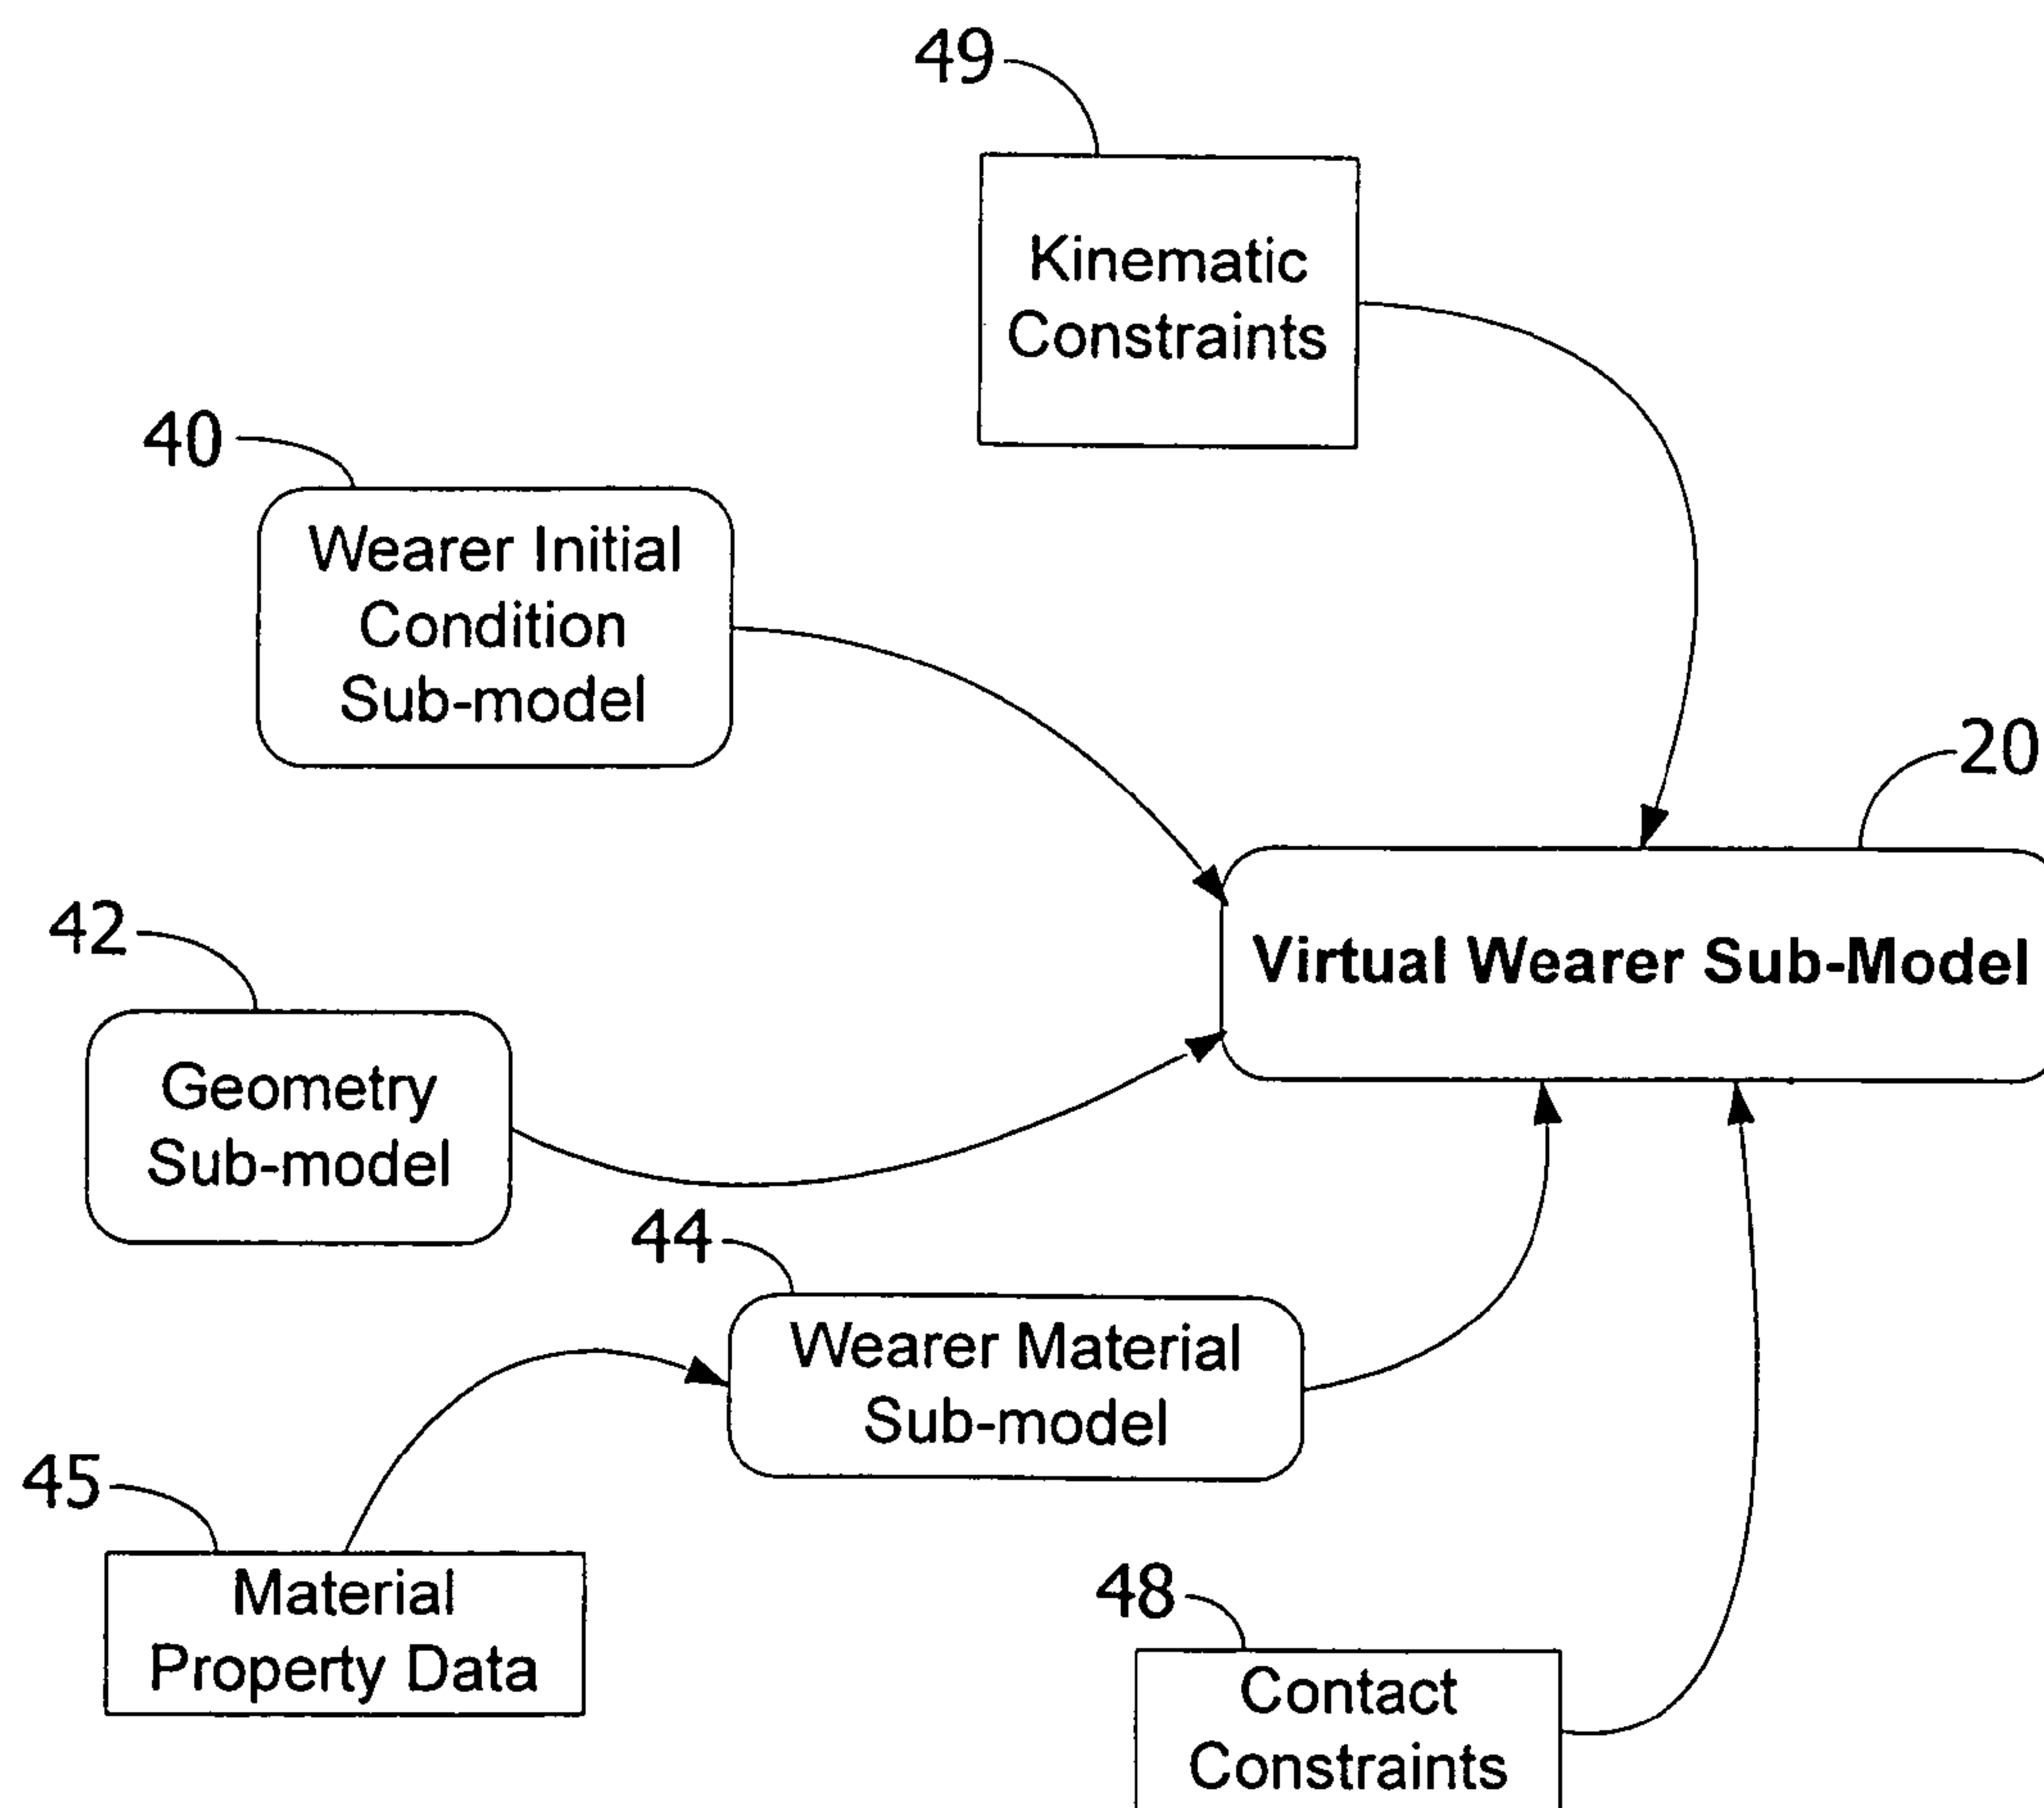 49
Kinematic
Constraints
40
Wearer Initial
Condition
Sub-model
20
Virtual Wearer Sub-Model
42
Geometry
Sub-model
44
Wearer Material
Sub-model
45
Material
Property Data
48
Contact
Constraints